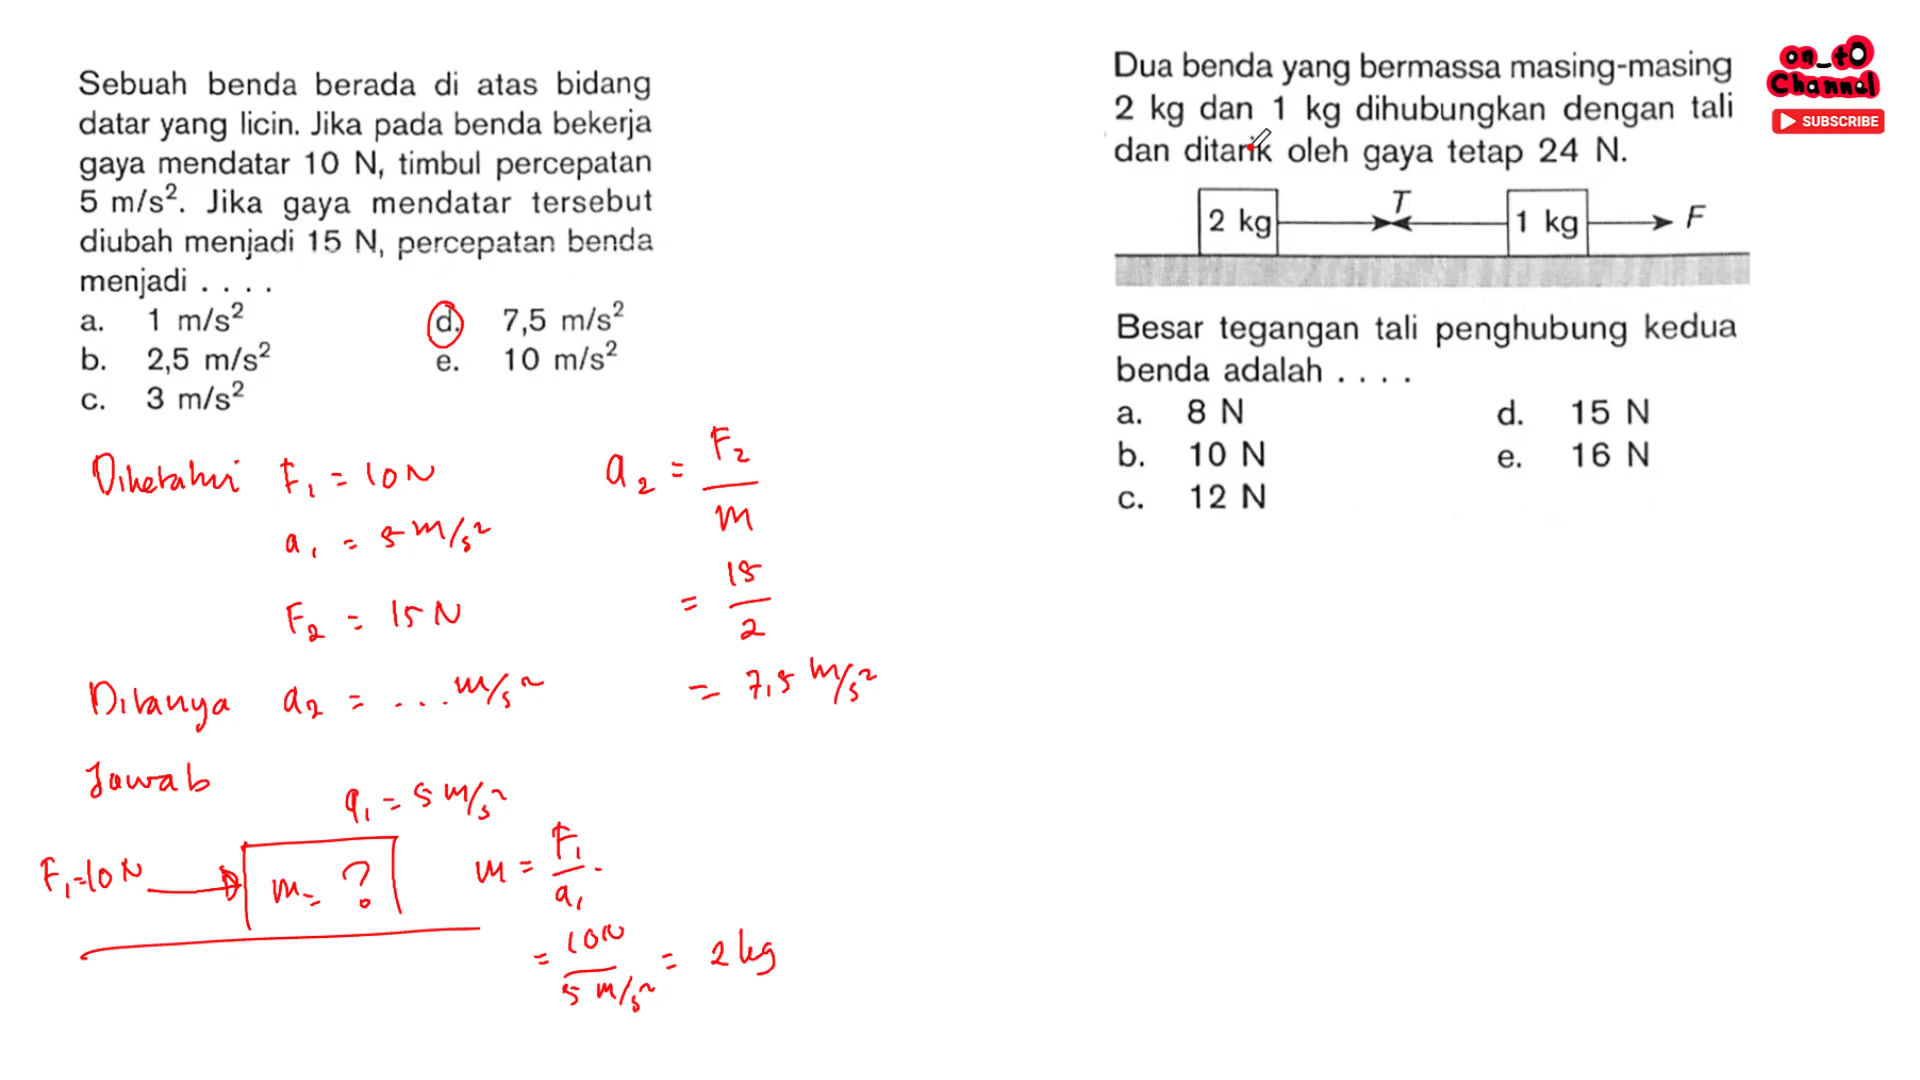 Sebuah benda berada di atas bidang
datar yang licin. Jika pada benda bekerja
gaya mendatar 10 N, timbul percepatan
5 m/s². Jika gaya mendatar tersebut
diubah menjadi 15 N, percepatan benda
menjadi . . . .
a. 1 m/s²
b. 2,5 m/s²
c. 3 m/s²
d. 7,5 m/s²
e. 10 m/s²
Diketahui F₁ = 10 N
a₁ = 5 m/s²
F₂ = 15 N
Ditanya a₂ = ... m/s²
Jawab
a₁ = 5 m/s²
F₁=10 N
m = ?
m = F₁/a₁
= 10 N / 5 m/s² = 2 kg
a₂ = F₂/m
= 15/2
= 7,5 m/s²
Dua benda yang bermassa masing-masing
2 kg dan 1 kg dihubungkan dengan tali
dan ditarik oleh gaya tetap 24 N.
2 kg T 1 kg F
Besar tegangan tali penghubung kedua
benda adalah . . . .
a. 8 N
b. 10 N
c. 12 N
d. 15 N
e. 16 N
on_tO
Channel
SUBSCRIBE